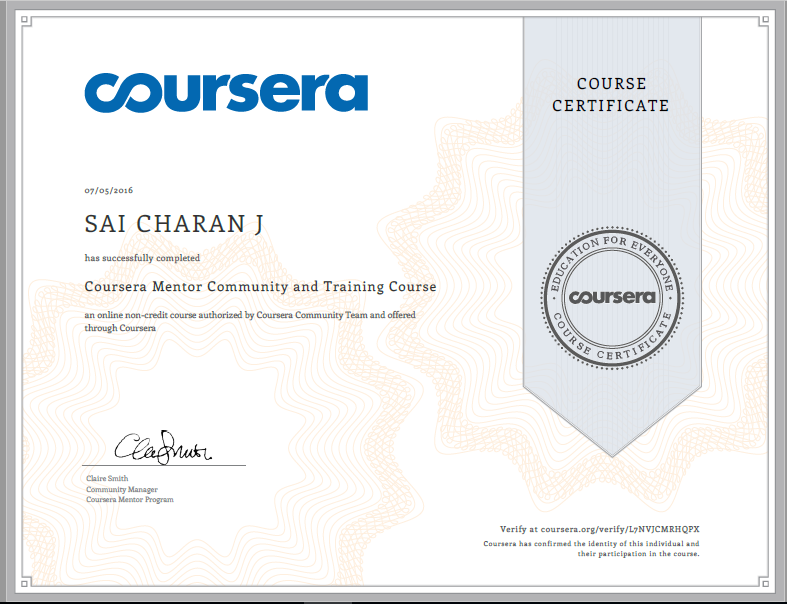 coursera
COURSE
CERTIFICATE
07/05/2016
SAI CHARAN J
has successfully completed
Coursera Mentor Community and Training Course
an online non-credit course authorized by Coursera Community Team and offered
through Coursera
EDUCATION FOR EVERYONE
coursera
COURSE CERTIFICATE
Claire Smith
Community Manager
Coursera Mentor Program
Verify at coursera.org/verify/L7NVJCMRHQPX
Coursera has confirmed the identity of this individual and
their participation in the course.